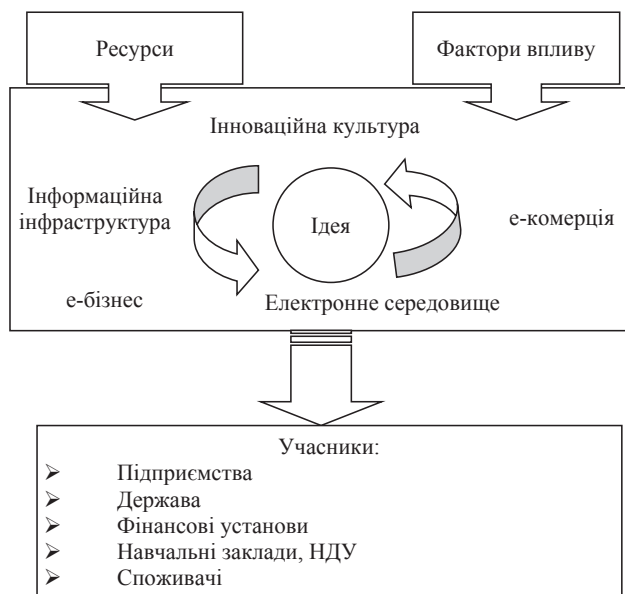 Ресурси
Фактори впливу
Інноваційна культура
Інформаційна
інфраструктура
Ідея
е-комерція
е-бізнес
Електронне середовище
Учасники:
➢ Підприємства
➢ Держава
➢ Фінансові установи
➢ Навчальні заклади, НДУ
➢ Споживачі